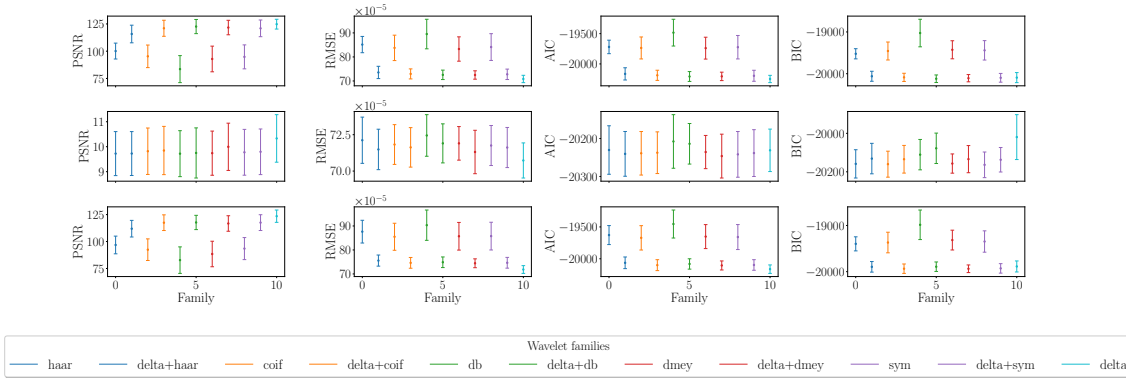 ×10⁻⁵
125
100
75
PSNR
90
80
70
RMSE
−19500
−20000
AIC
−19000
−20000
BIC
×10⁻⁵
11
10
9
PSNR
72.5
70.0
RMSE
−20200
−20300
AIC
−20000
−20200
BIC
×10⁻⁵
125
100
75
PSNR
90
80
70
RMSE
−19500
−20000
AIC
−19000
−20000
BIC
0 5 10 0 5 10 0 5 10 0 5 10
Family Family Family Family
Wavelet families
haar delta+haar coif delta+coif db delta+db dmey delta+dmey sym delta+sym delta